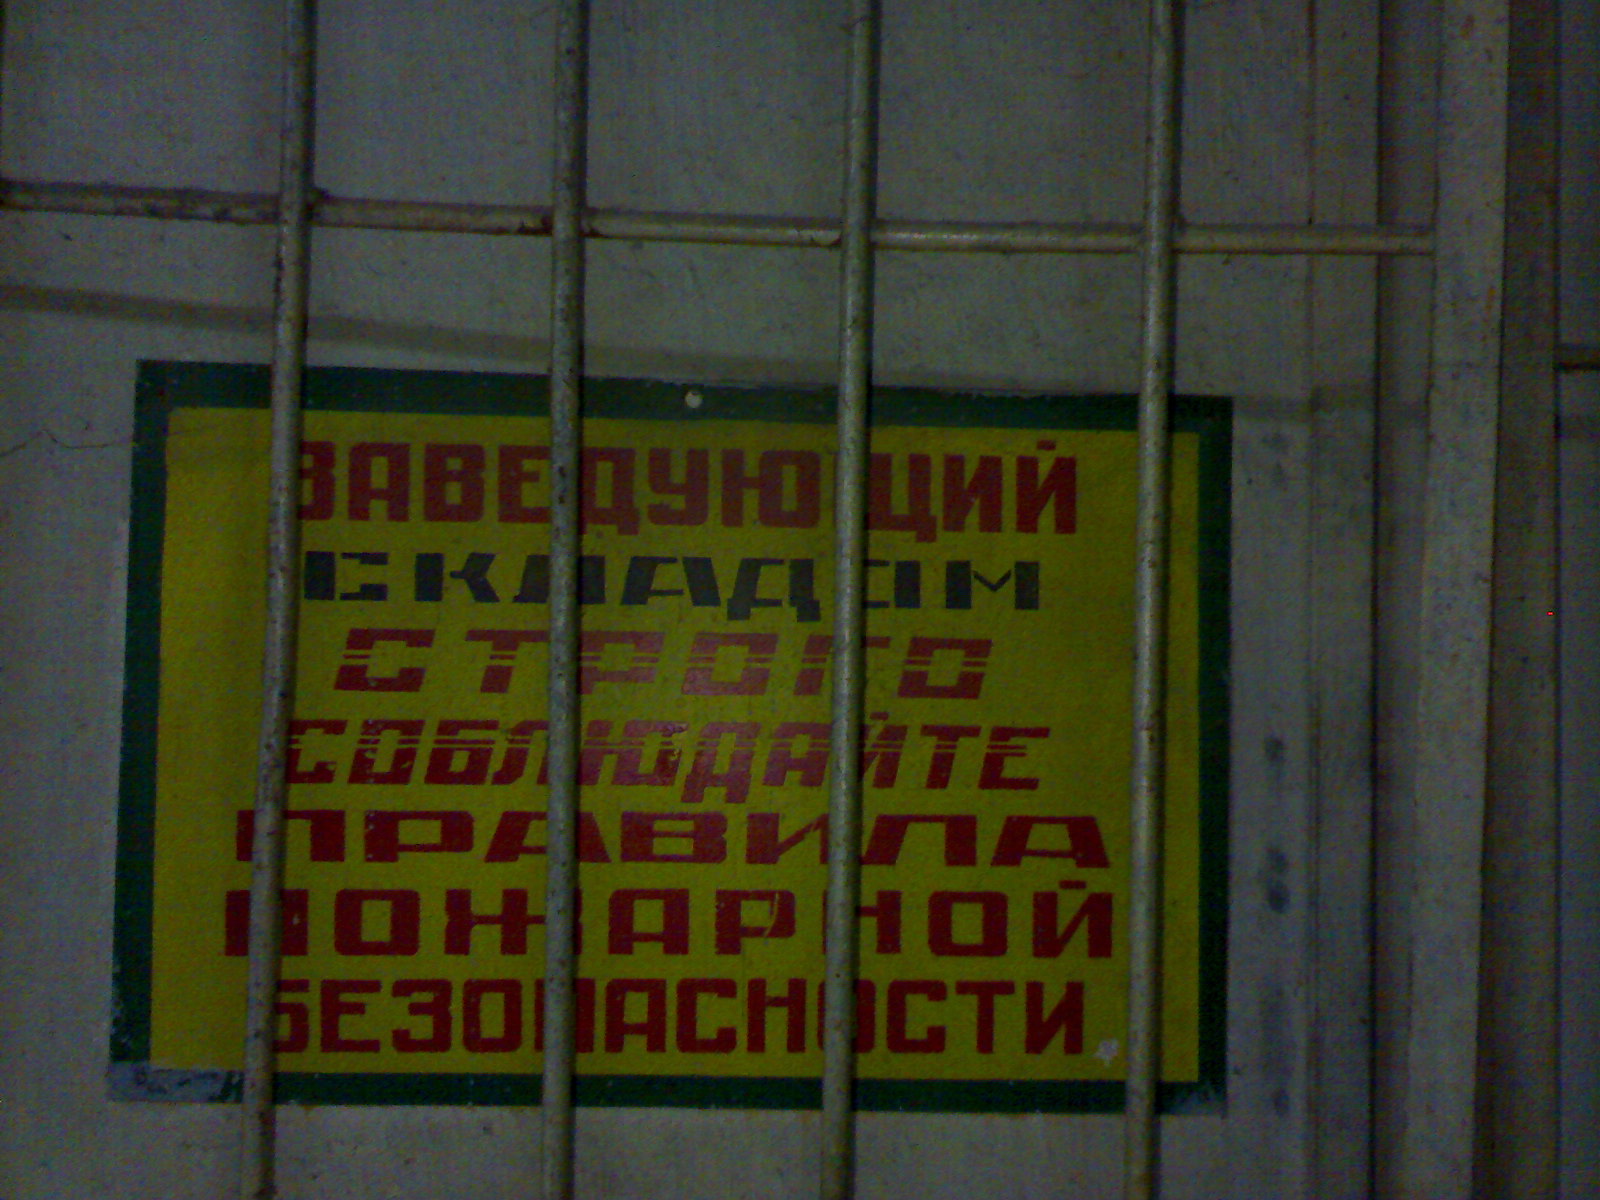 ЗАВЕДУЮЩИЙ
СКЛАДОМ
СТРОГО
СОБЛЮДАЙТЕ
ПРАВИЛА
ПОЖАРНОЙ
БЕЗОПАСНОСТИ